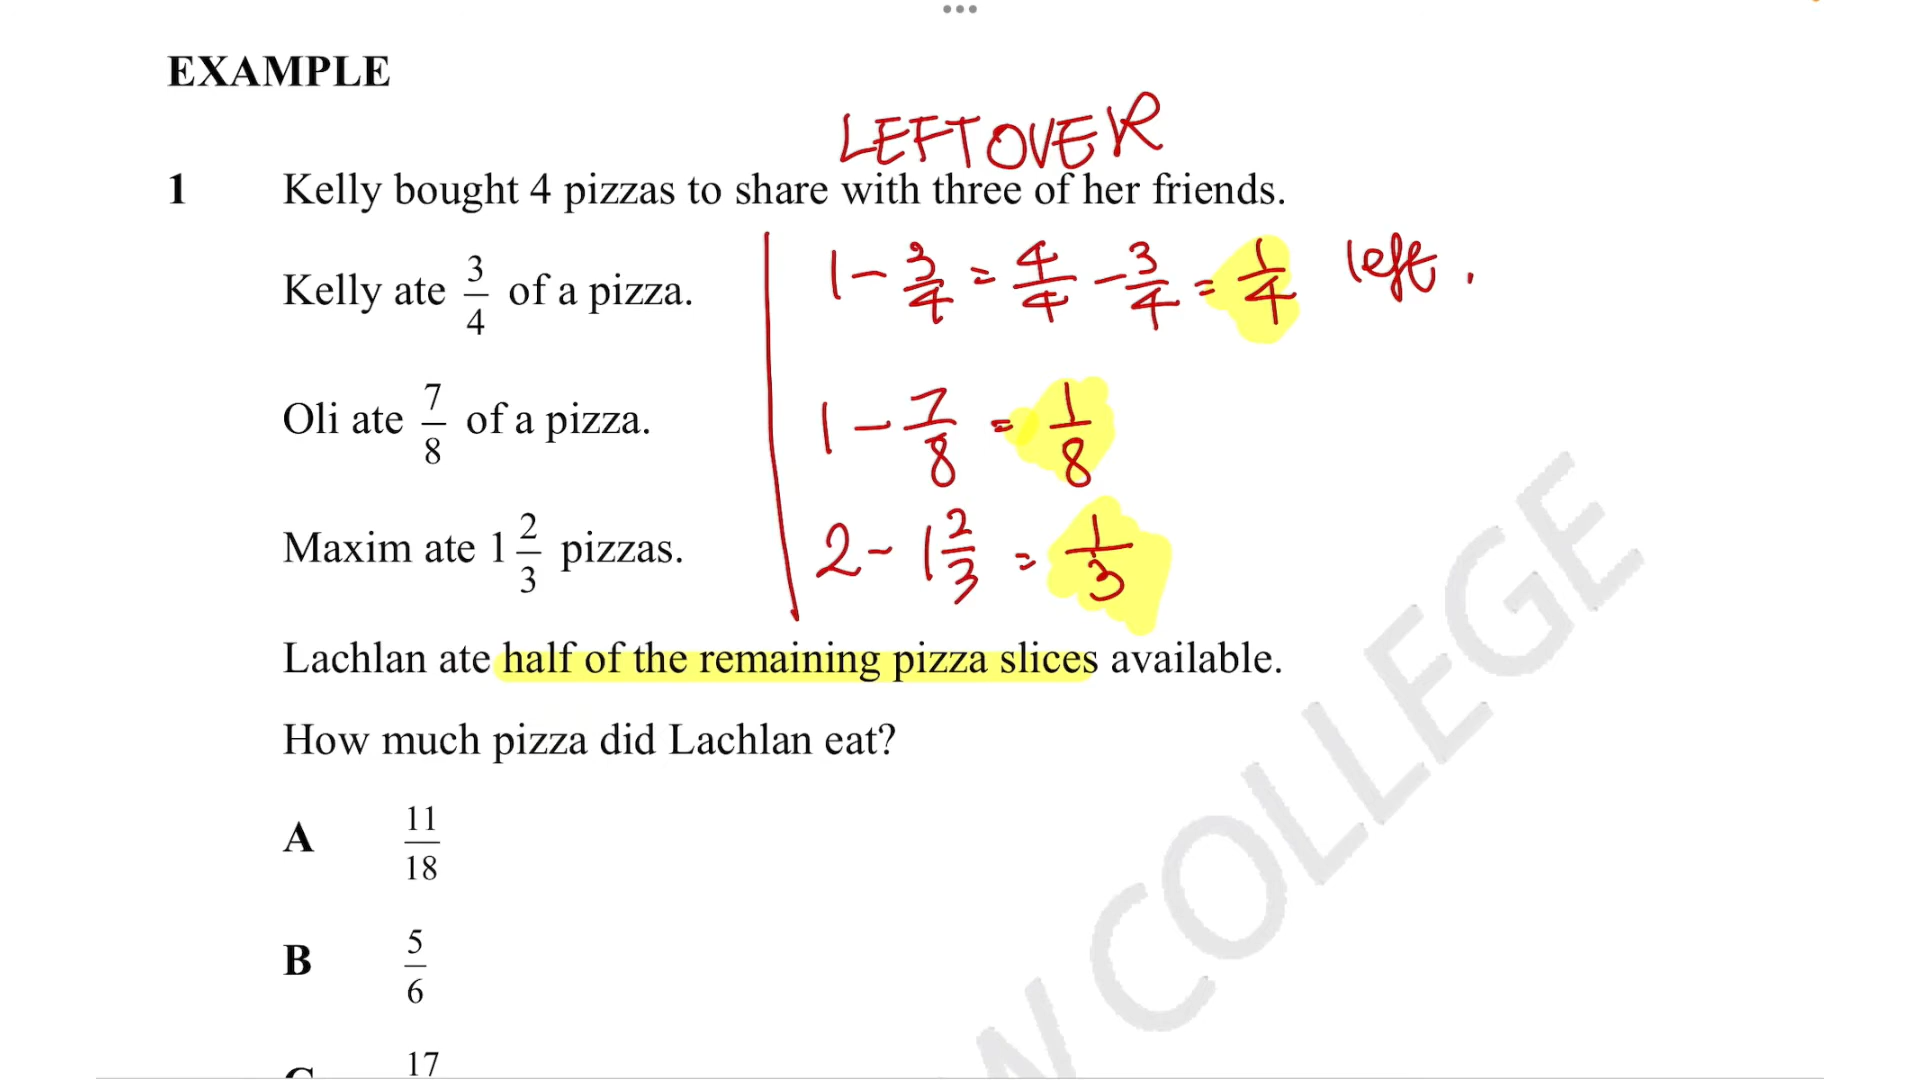 EXAMPLE
LEFTOVER
1 Kelly bought 4 pizzas to share with three of her friends.
Kelly ate 3/4 of a pizza. 1 - 3/4 = 4/4 - 3/4 = 1/4 left.
Oli ate 7/8 of a pizza. 1 - 7/8 = 1/8
Maxim ate 1 2/3 pizzas. 2 - 1 2/3 = 1/3
Lachlan ate half of the remaining pizza slices available.
How much pizza did Lachlan eat?
A 11/18
B 5/6
17
COLLEGE